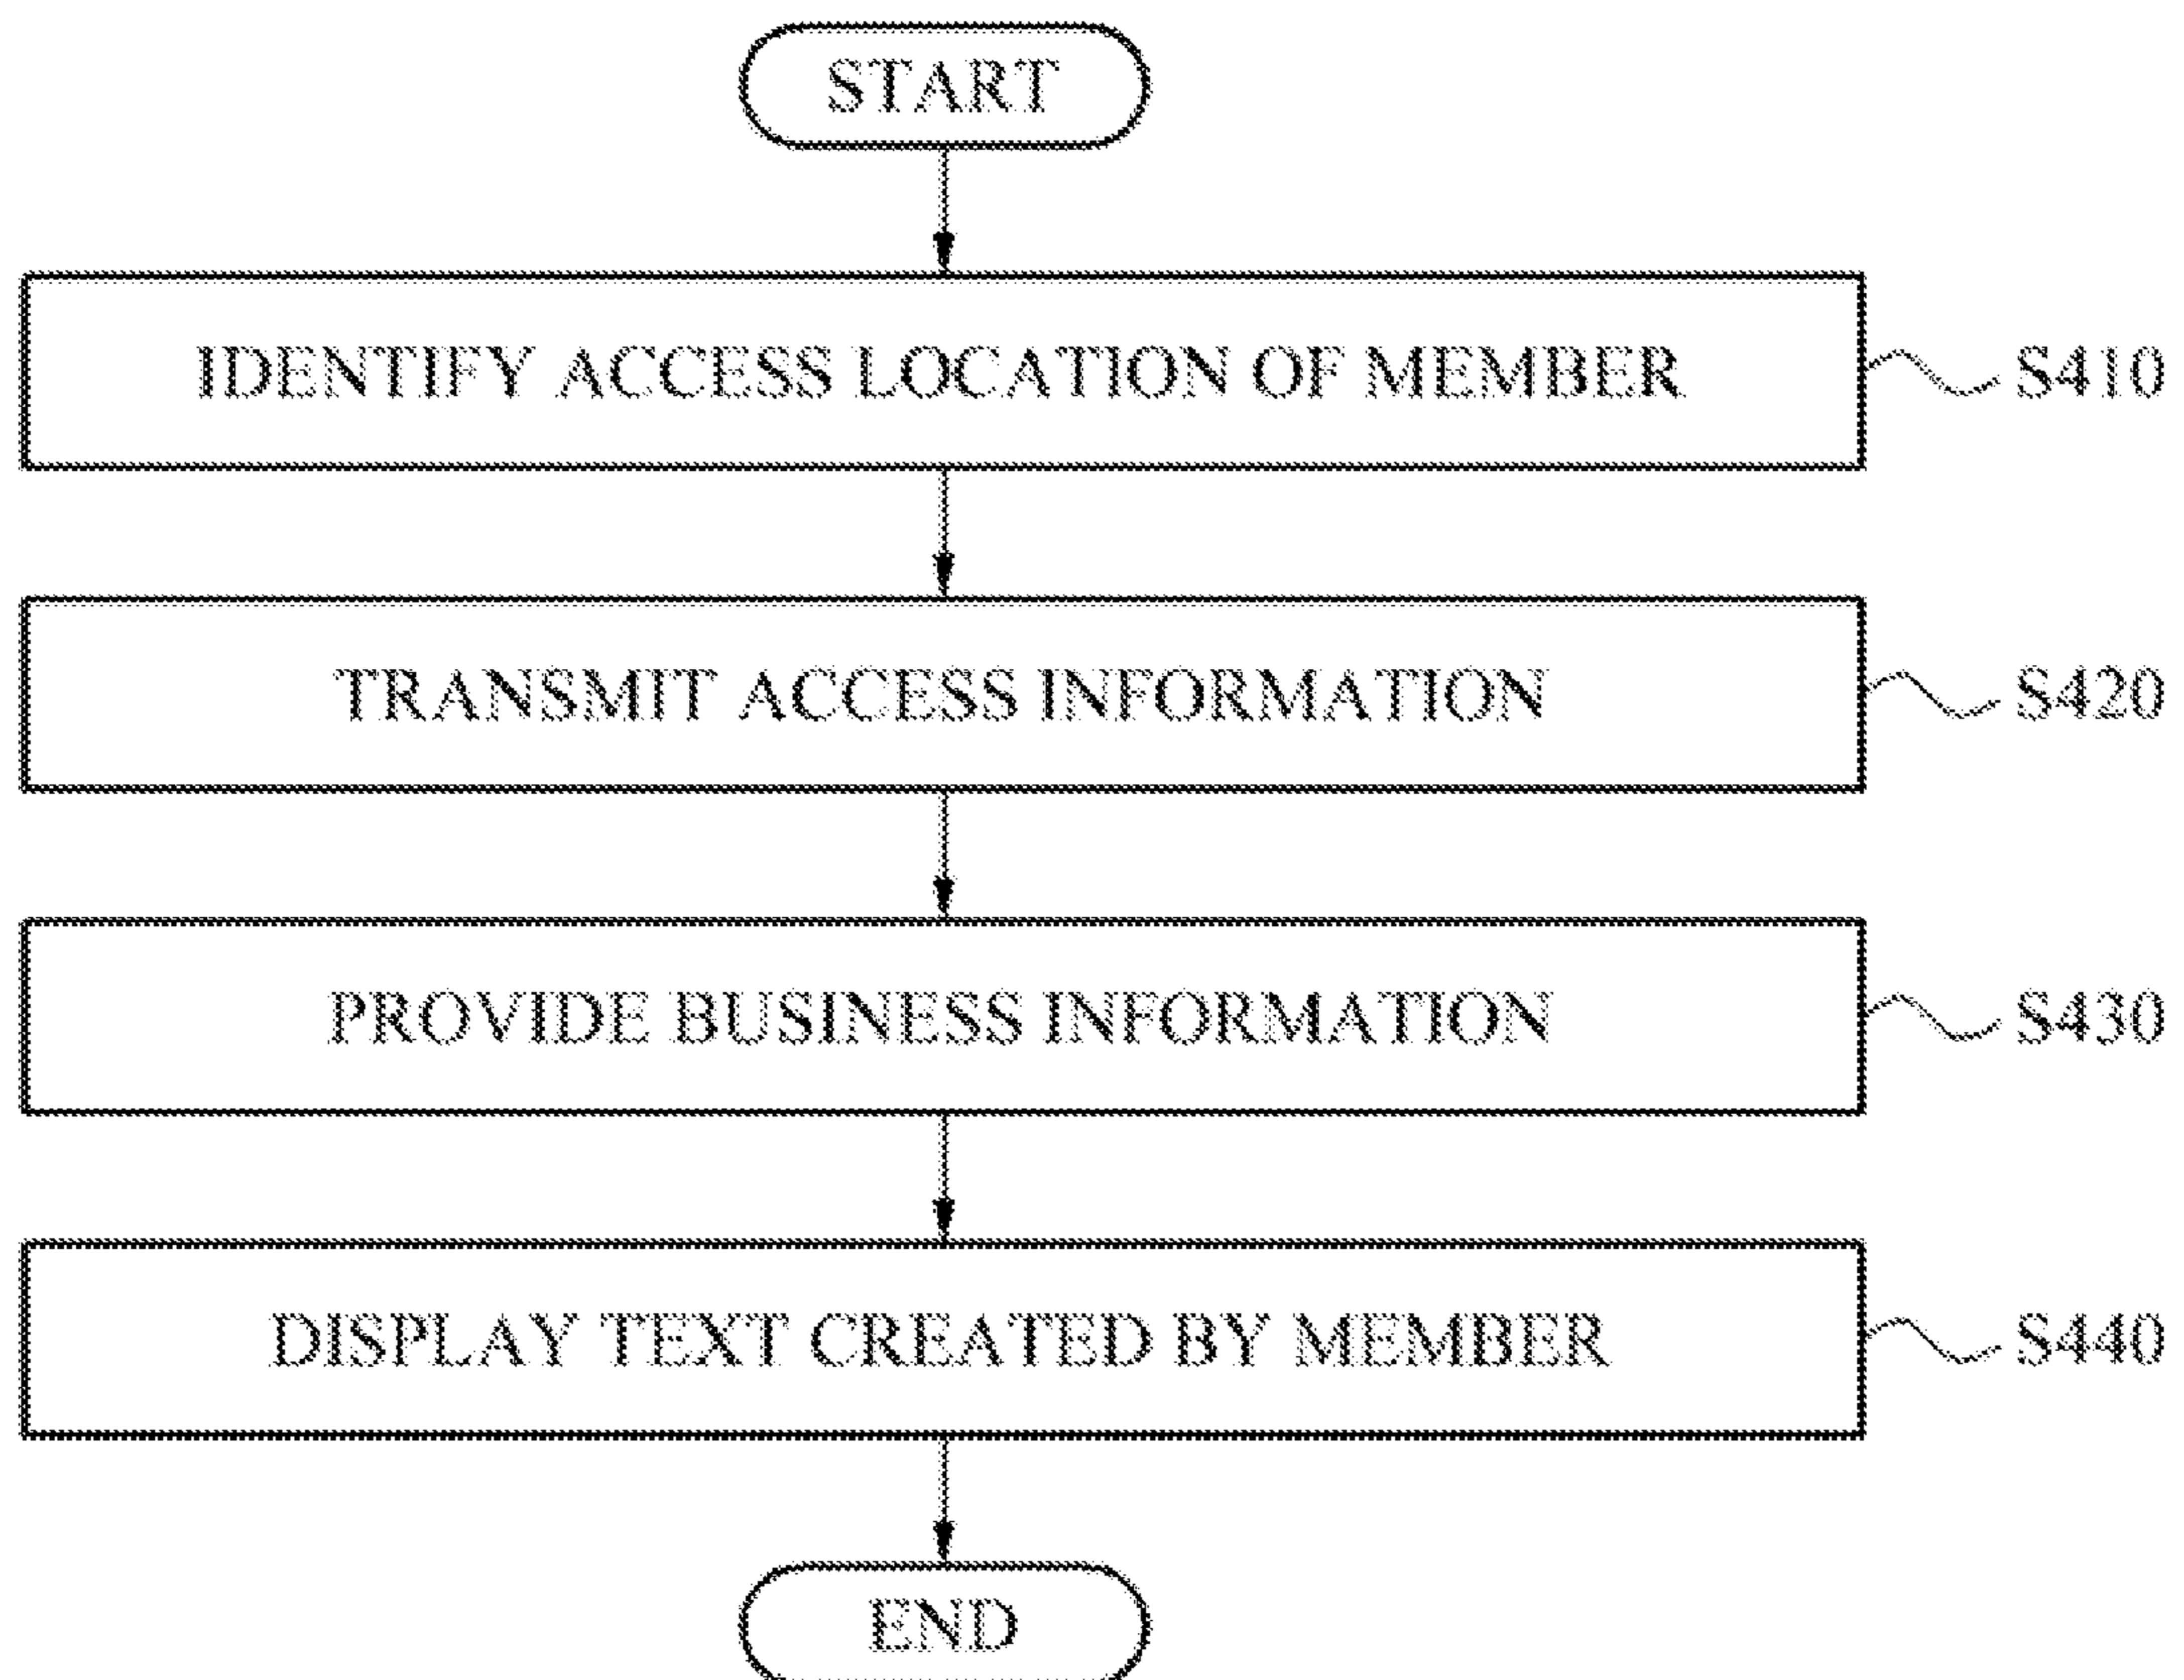 START
IDENTIFY ACCESS LOCATION OF MEMBER
S410
TRANSMIT ACCESS INFORMATION
S420
PROVIDE BUSINESS INFORMATION
S430
DISPLAY TEXT CREATED BY MEMBER
S440
END